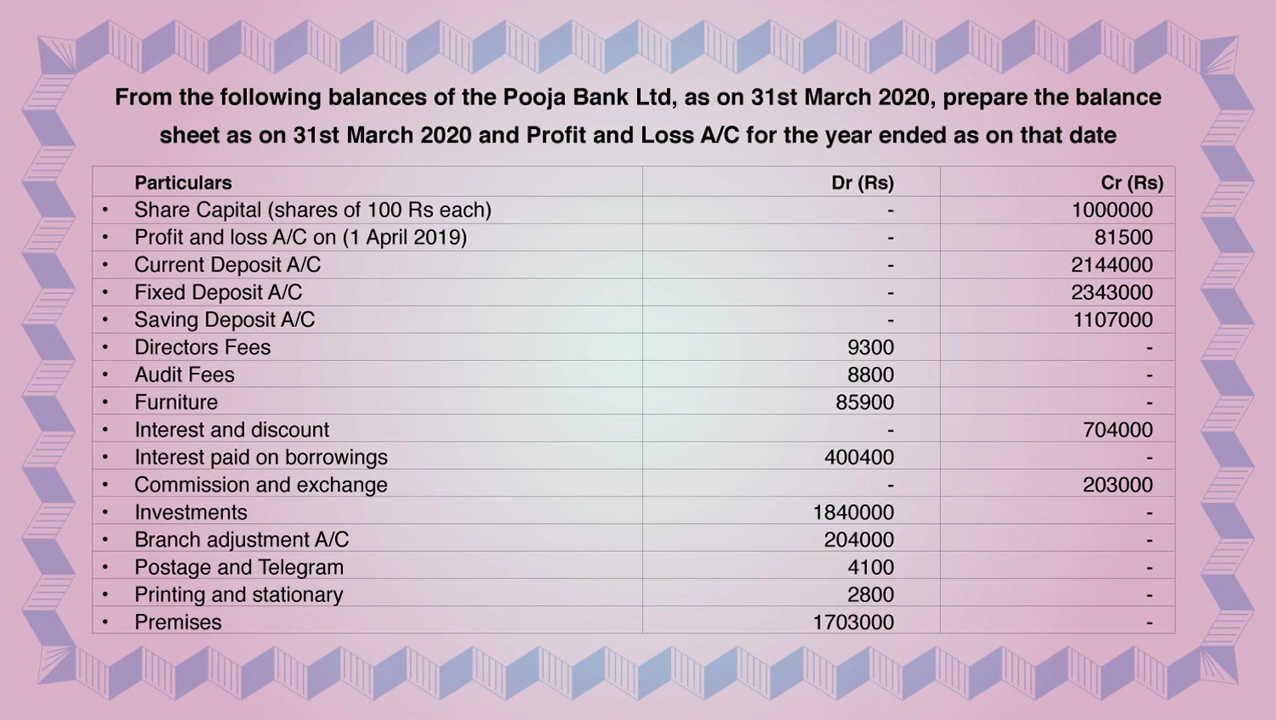 From the following balances of the Pooja Bank Ltd, as on 31st March 2020, prepare the balance
sheet as on 31st March 2020 and Profit and Loss A/C for the year ended as on that date
Particulars Dr (Rs) Cr (Rs)
• Share Capital (shares of 100 Rs each) - 1000000
• Profit and loss A/C on (1 April 2019) - 81500
• Current Deposit A/C - 2144000
• Fixed Deposit A/C - 2343000
• Saving Deposit A/C - 1107000
• Directors Fees 9300 -
• Audit Fees 8800 -
• Furniture 85900 -
• Interest and discount - 704000
• Interest paid on borrowings 400400 -
• Commission and exchange - 203000
• Investments 1840000 -
• Branch adjustment A/C 204000 -
• Postage and Telegram 4100 -
• Printing and stationary 2800 -
• Premises 1703000 -